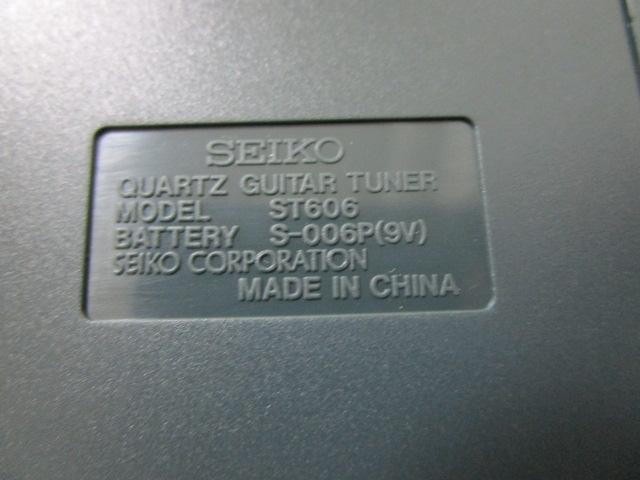 SEIKO
QUARTZ GUITAR TUNER
MODEL ST606
BATTERY S-006P(9V)
SEIKO CORPORATION
MADE IN CHINA